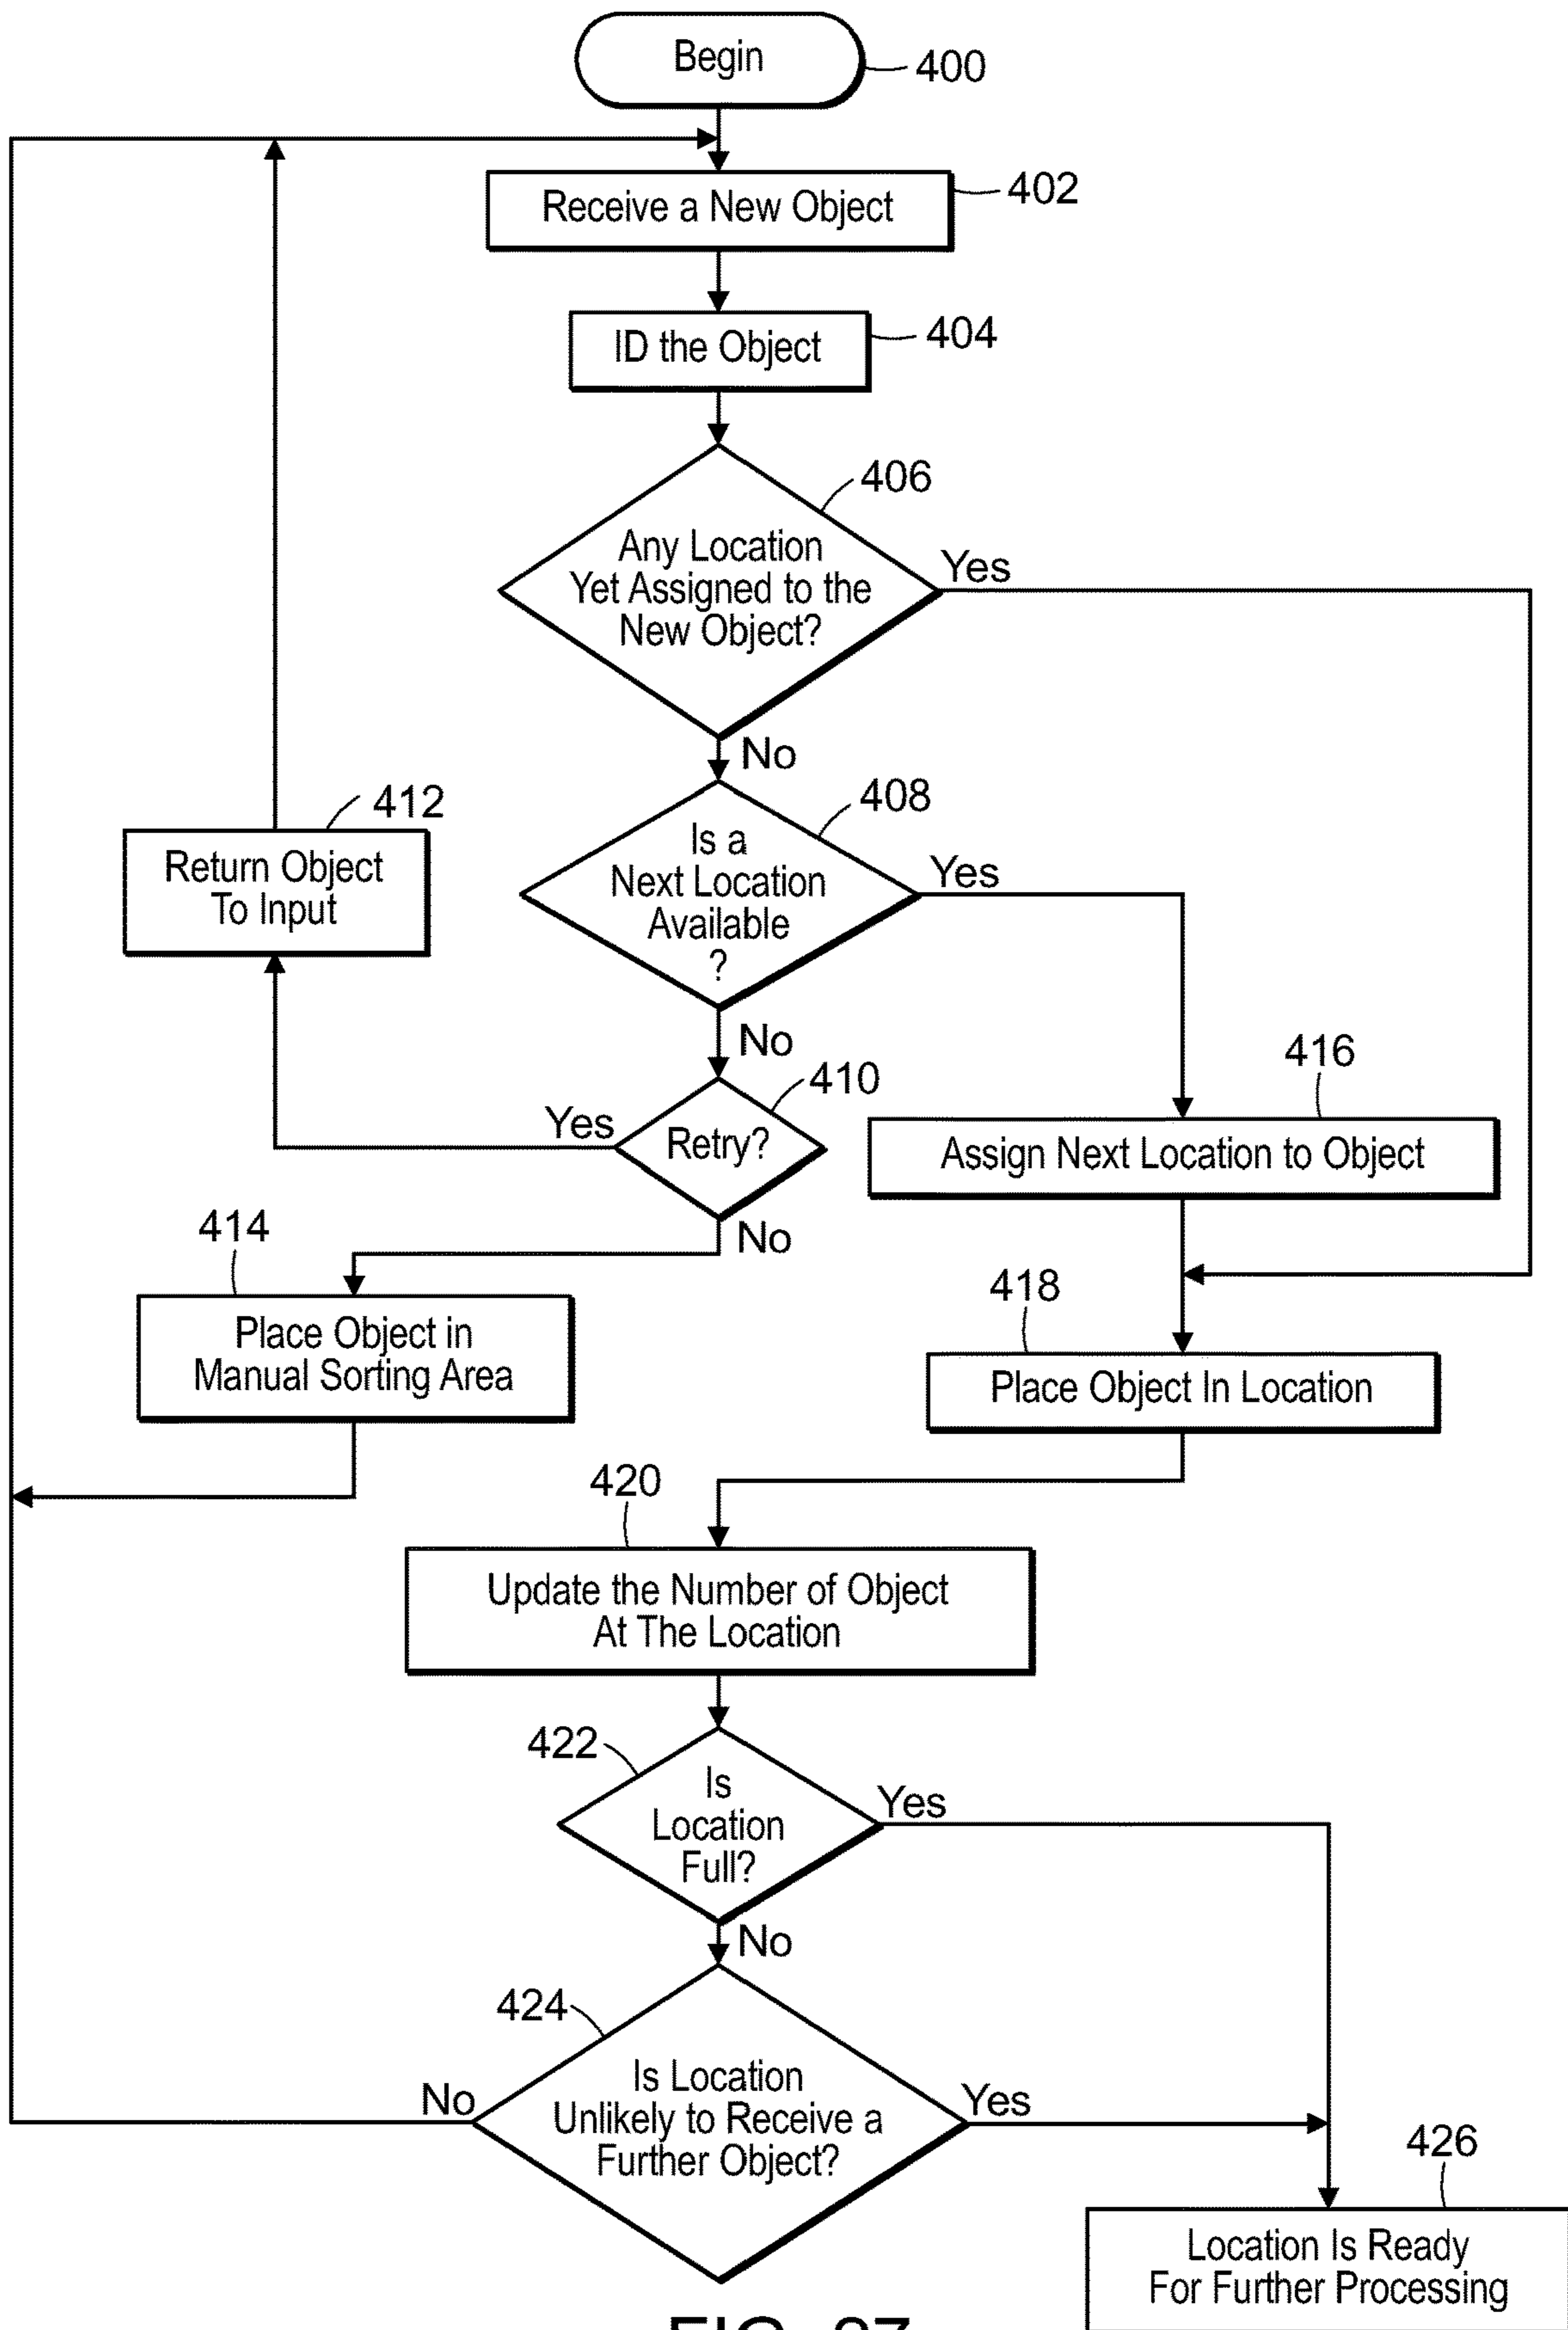 Begin
400
Receive a New Object
402
ID the Object
404
406
Any Location
Yet Assigned to the
New Object?
Yes
No
408
Is a
Next Location
Available
?
Yes
No
412
Return Object
To Input
410
Retry?
Yes
No
416
Assign Next Location to Object
414
Place Object in
Manual Sorting Area
418
Place Object In Location
420
Update the Number of Object
At The Location
422
Is
Location
Full?
Yes
No
424
Is Location
Unlikely to Receive a
Further Object?
No
Yes
426
Location Is Ready
For Further Processing